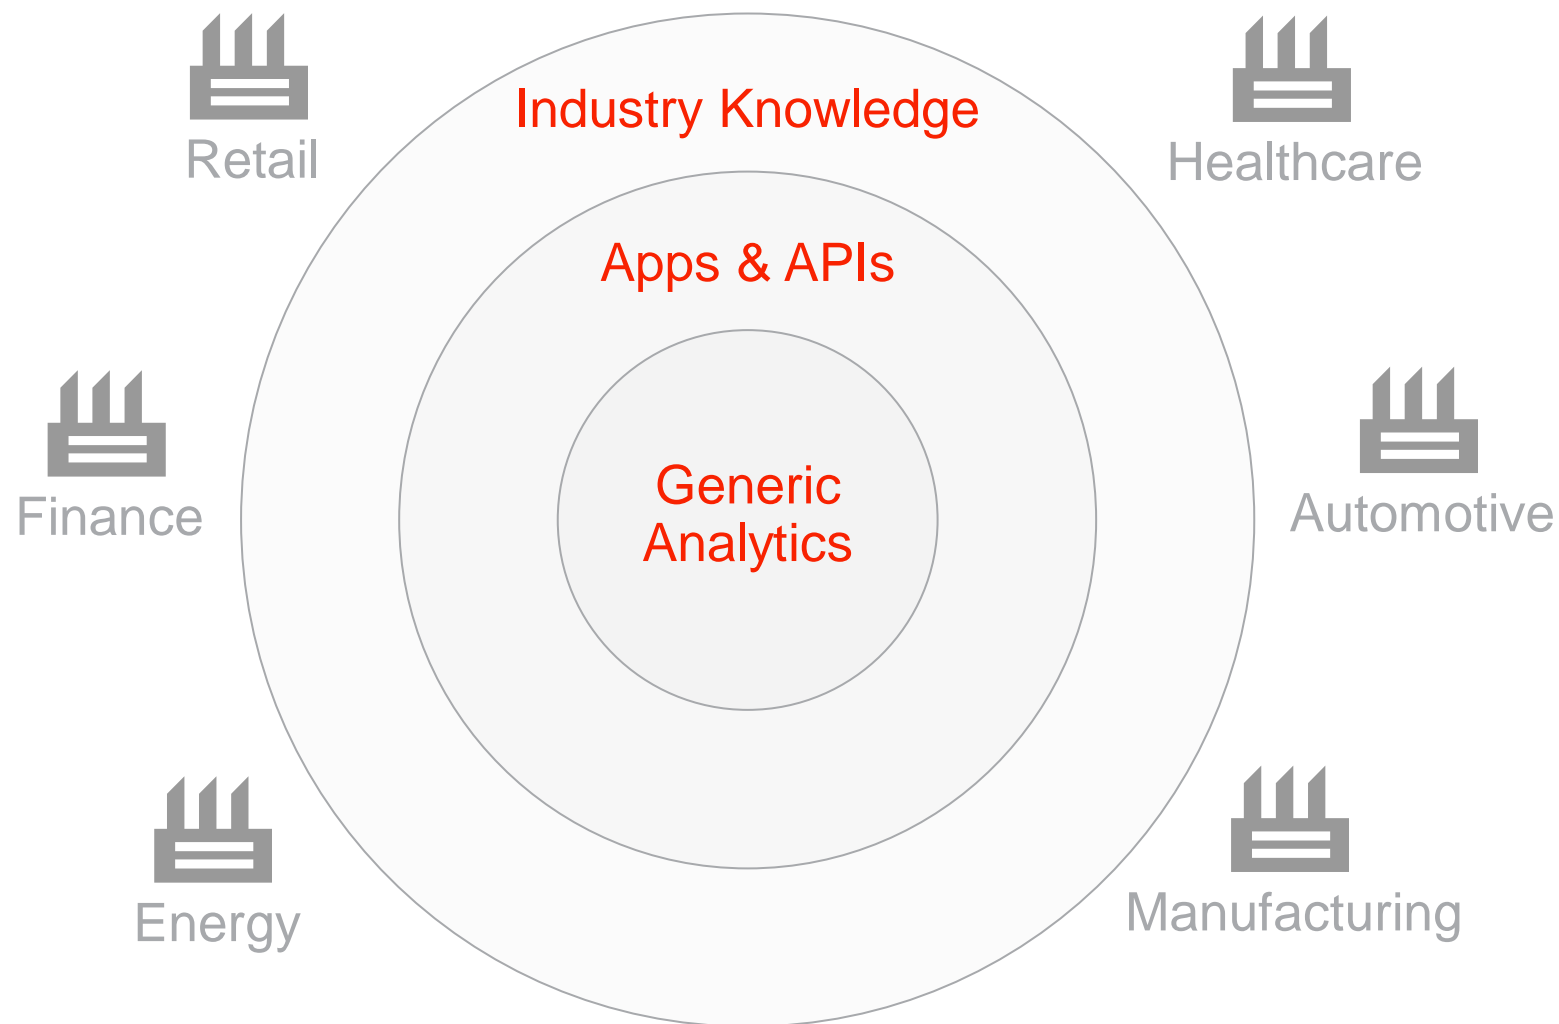 Industry Knowledge
Retail
Healthcare
Apps & APIs
Generic
Analytics
Finance
Automotive
Energy
Manufacturing